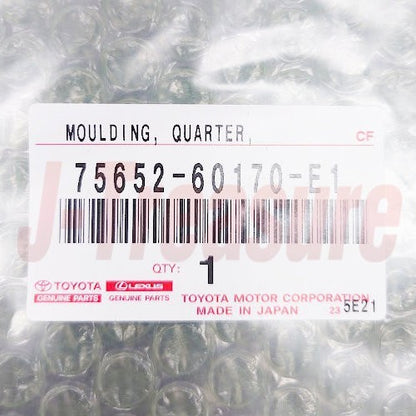 MOULDING, QUARTER,
CF
75652-60170-E1
J-Treasure
QTY: 1
TOYOTA LEXUS
GENUINE PARTS GENUINE PARTS
TOYOTA MOTOR CORPORATION
MADE IN JAPAN 23 5E21